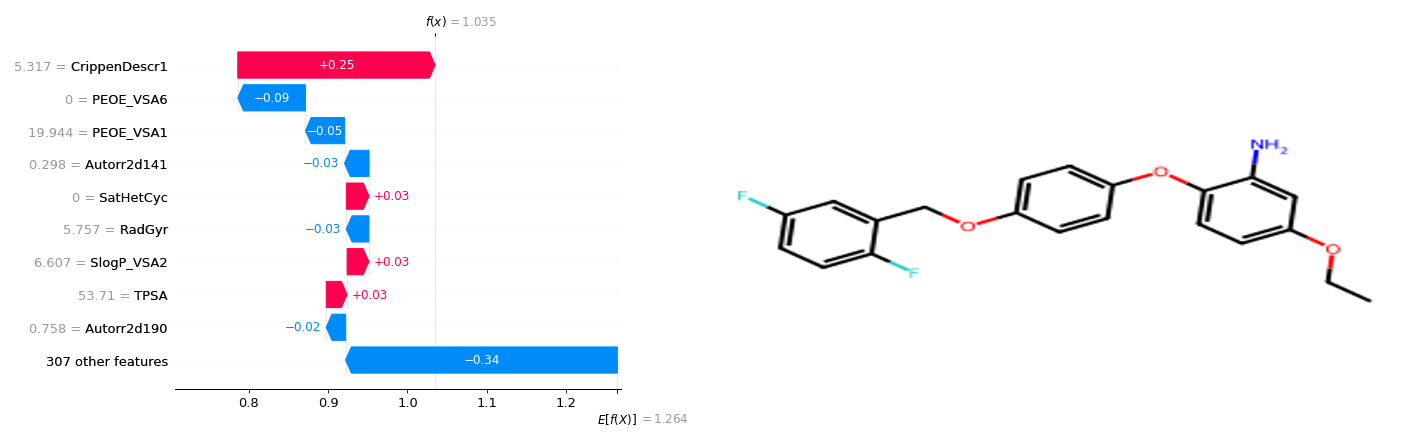 f(x) = 1.035
5.317 = CrippenDescr1
+0.25
0 = PEOE_VSA6
−0.09
19.944 = PEOE_VSA1
−0.05
0.298 = Autorr2d141
−0.03
0 = SatHetCyc
+0.03
5.757 = RadGyr
−0.03
6.607 = SlogP_VSA2
+0.03
53.71 = TPSA
+0.03
0.758 = Autorr2d190
−0.02
307 other features
−0.34
0.8 0.9 1.0 1.1 1.2
E[f(X)] = 1.264
NH2
F
O
O
F
O